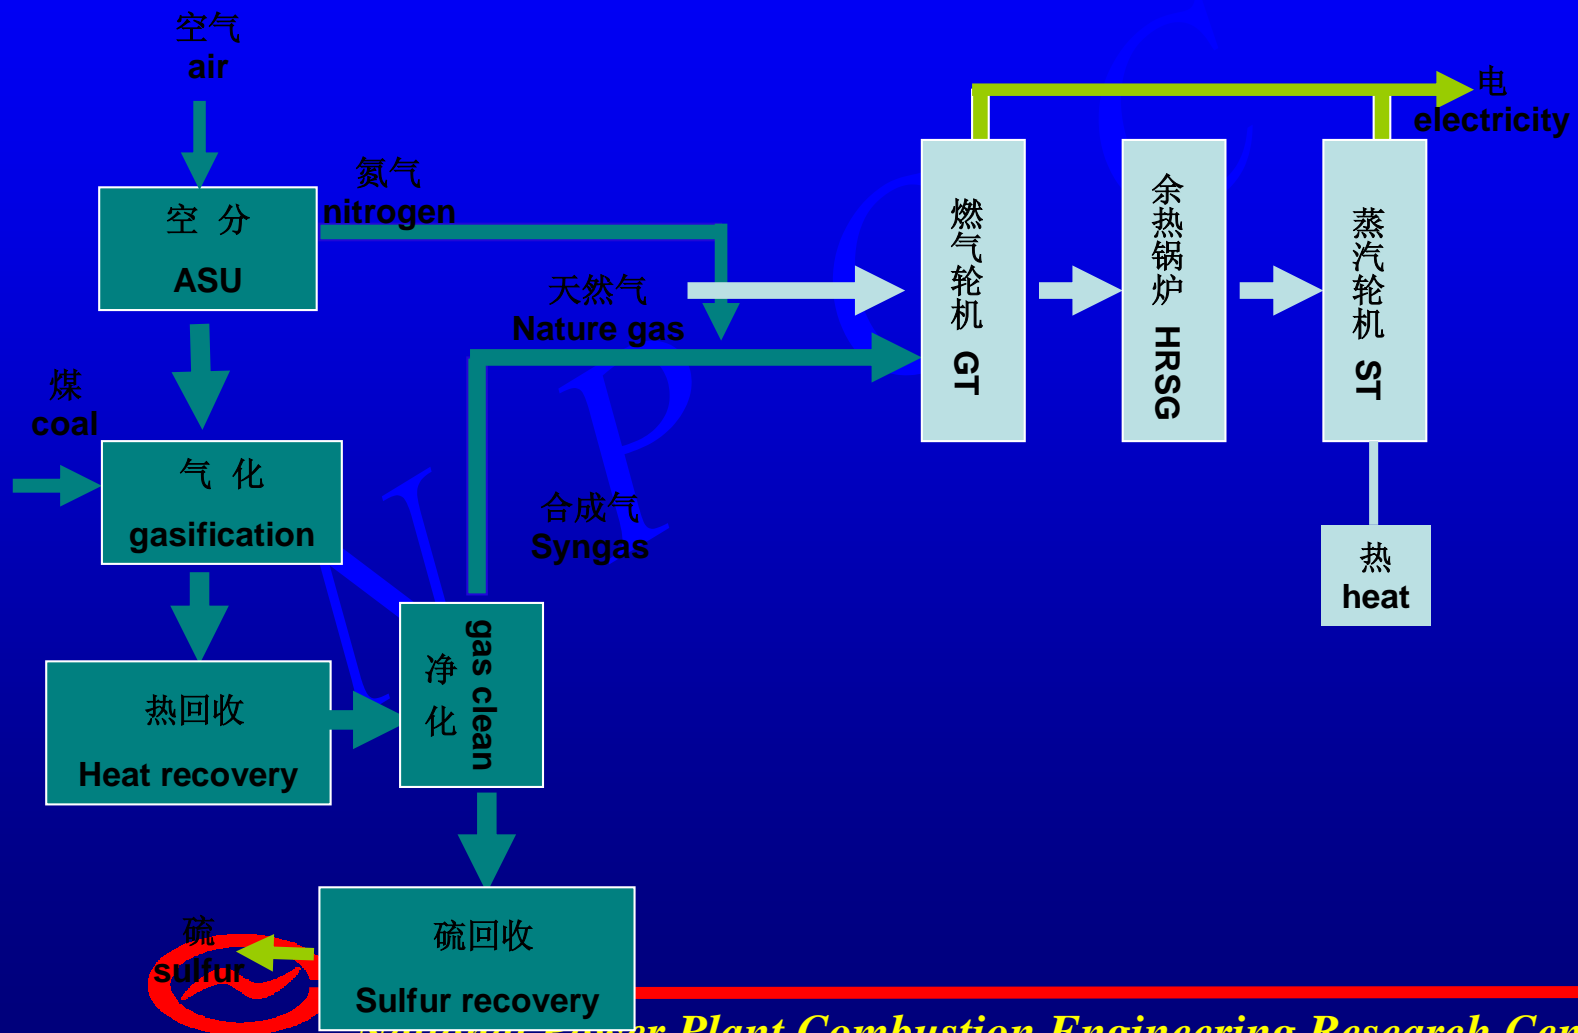 空气
air
氮气
nitrogen
空 分
ASU
天然气
Nature gas
煤
coal
气 化
gasification
合成气
Syngas
热回收
Heat recovery
净化
gas clean
硫回收
Sulfur recovery
硫
sulfur
燃气轮机 GT
余热锅炉 HRSG
蒸汽轮机 ST
电
electricity
热
heat
N P C C
National Power Plant Combustion Engineering Research Cen